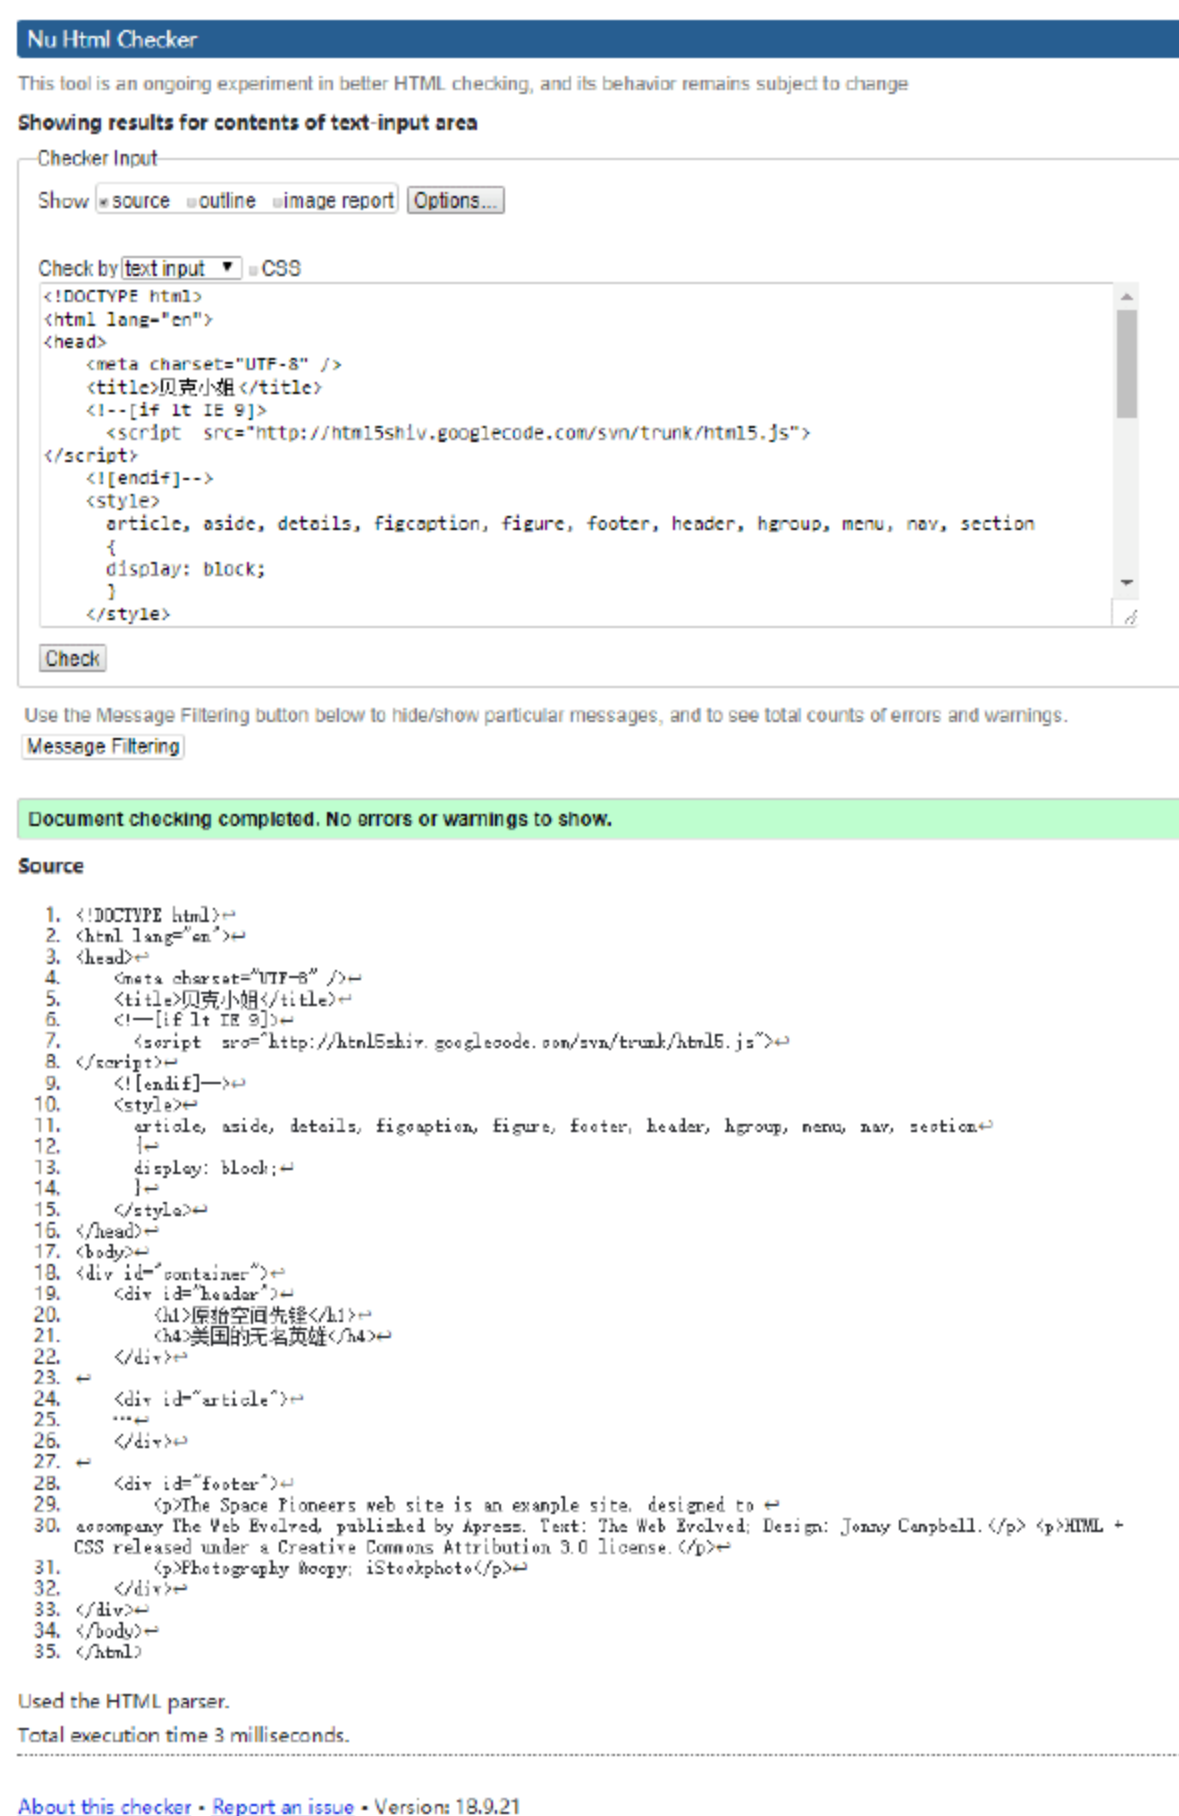 Nu Html Checker
This tool is an ongoing experiment in better HTML checking, and its behavior remains subject to change
Showing results for contents of text-input area
Checker Input
Show source outline image report Options...
Check by text input ▼ CSS
<!DOCTYPE html>
<html lang="en">
<head>
<meta charset="UTF-8" />
<title>贝克小姐</title>
<!--[if lt IE 9]>
<script src="http://html5shiv.googlecode.com/svn/trunk/html5.js">
</script>
<![endif]-->
<style>
article, aside, details, figcaption, figure, footer, header, hgroup, menu, nav, section
{
display: block;
}
</style>
Check
Use the Message Filtering button below to hide/show particular messages, and to see total counts of errors and warnings.
Message Filtering
Document checking completed. No errors or warnings to show.
Source
1. <!DOCTYPE html>↩
2. <html lang="en">↩
3. <head>↩
4. <meta charset="UTF-8" />↩
5. <title>贝克小姐</title>↩
6. <!--[if lt IE 9]>↩
7. <script src="http://html5shiv.googlecode.com/svn/trunk/html5.js">↩
8. </script>↩
9. <![endif]-->↩
10. <style>↩
11. article, aside, details, figcaption, figure, footer, header, hgroup, menu, nav, section↩
12. {↩
13. display: block;↩
14. }↩
15. </style>↩
16. </head>↩
17. <body>↩
18. <div id="container">↩
19. <div id="header">↩
20. <h1>原始空间先锋</h1>↩
21. <h4>美国的无名英雄</h4>↩
22. </div>↩
23. ↩
24. <div id="article">↩
25. …↩
26. </div>↩
27. ↩
28. <div id="footer">↩
29. <p>The Space Pioneers web site is an example site, designed to ↩
30. accompany The Web Evolved, published by Apress. Text: The Web Evolved; Design: Jonny Campbell.</p> <p>HTML +
CSS released under a Creative Commons Attribution 3.0 license.</p>↩
31. <p>Photography &copy; iStockphoto</p>↩
32. </div>↩
33. </div>↩
34. </body>↩
35. </html>
Used the HTML parser.
Total execution time 3 milliseconds.
About this checker • Report an issue • Version: 18.9.21